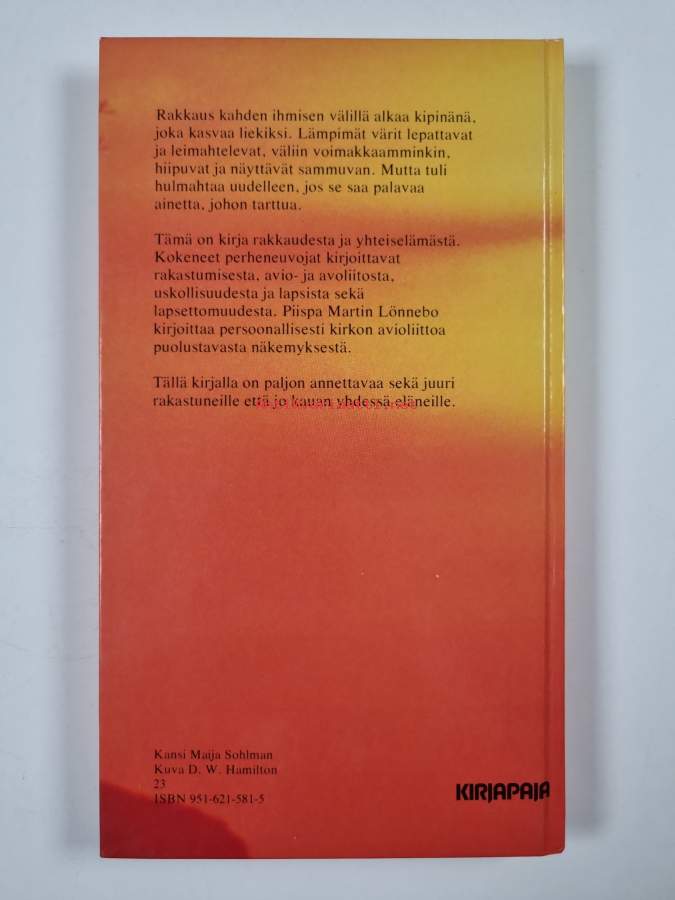 Rakkaus kahden ihmisen välillä alkaa kipinänä,
joka kasvaa liekiksi. Lämpimät värit lepattavat
ja leimahtelevat, väliin voimakkaamminkin,
hiipuvat ja näyttävät sammuvan. Mutta tuli
hulmahtaa uudelleen, jos se saa palavaa
ainetta, johon tarttua.
Tämä on kirja rakkaudesta ja yhteiselämästä.
Kokeneet perheneuvojat kirjoittavat
rakastumisesta, avio- ja avoliitosta,
uskollisuudesta ja lapsista sekä
lapsettomuudesta. Piispa Martin Lönnebo
kirjoittaa persoonallisesti kirkon avioliittoa
puolustavasta näkemyksestä.
Tällä kirjalla on paljon annettavaa sekä juuri
rakastuneille että jo kauan yhdessä eläneille.
Kansi Maija Sohlman
Kuva D. W. Hamilton
23
ISBN 951-621-581-5
KIRJAPAJA